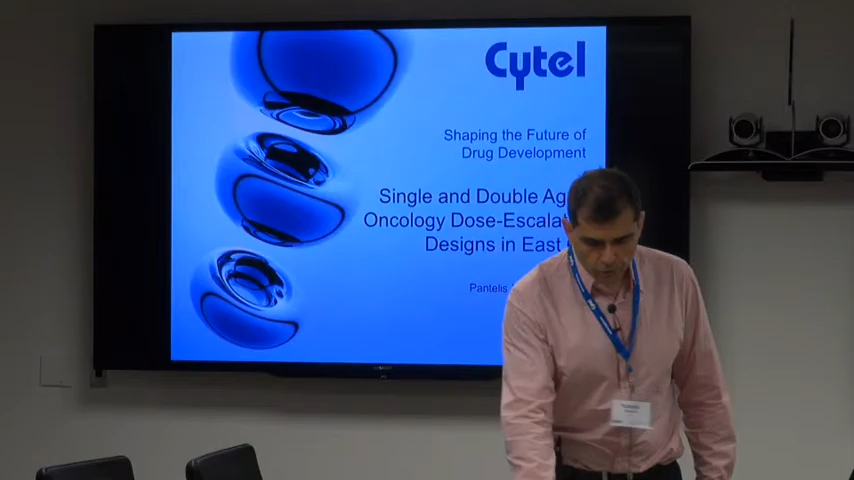 Cytel
Shaping the Future of
Drug Development
Single and Double Ag
Oncology Dose-Escala
Designs in East
Pantelis